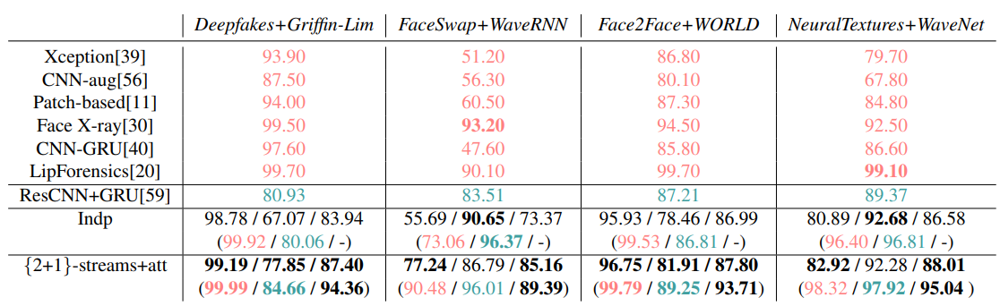 Deepfakes+Griffin-Lim FaceSwap+WaveRNN Face2Face+WORLD NeuralTextures+WaveNet
Xception[39] 93.90 51.20 86.80 79.70
CNN-aug[56] 87.50 56.30 80.10 67.80
Patch-based[11] 94.00 60.50 87.30 84.80
Face X-ray[30] 99.50 93.20 94.50 92.50
CNN-GRU[40] 97.60 47.60 85.80 86.60
LipForensics[20] 99.70 90.10 99.70 99.10
ResCNN+GRU[59] 80.93 83.51 87.21 89.37
Indp 98.78 / 67.07 / 83.94 55.69 / 90.65 / 73.37 95.93 / 78.46 / 86.99 80.89 / 92.68 / 86.58
(99.92 / 80.06 / -) (73.06 / 96.37 / -) (99.53 / 86.81 / -) (96.40 / 96.81 / -)
{2+1}-streams+att 99.19 / 77.85 / 87.40 77.24 / 86.79 / 85.16 96.75 / 81.91 / 87.80 82.92 / 92.28 / 88.01
(99.99 / 84.66 / 94.36) (90.48 / 96.01 / 89.39) (99.79 / 89.25 / 93.71) (98.32 / 97.92 / 95.04 )